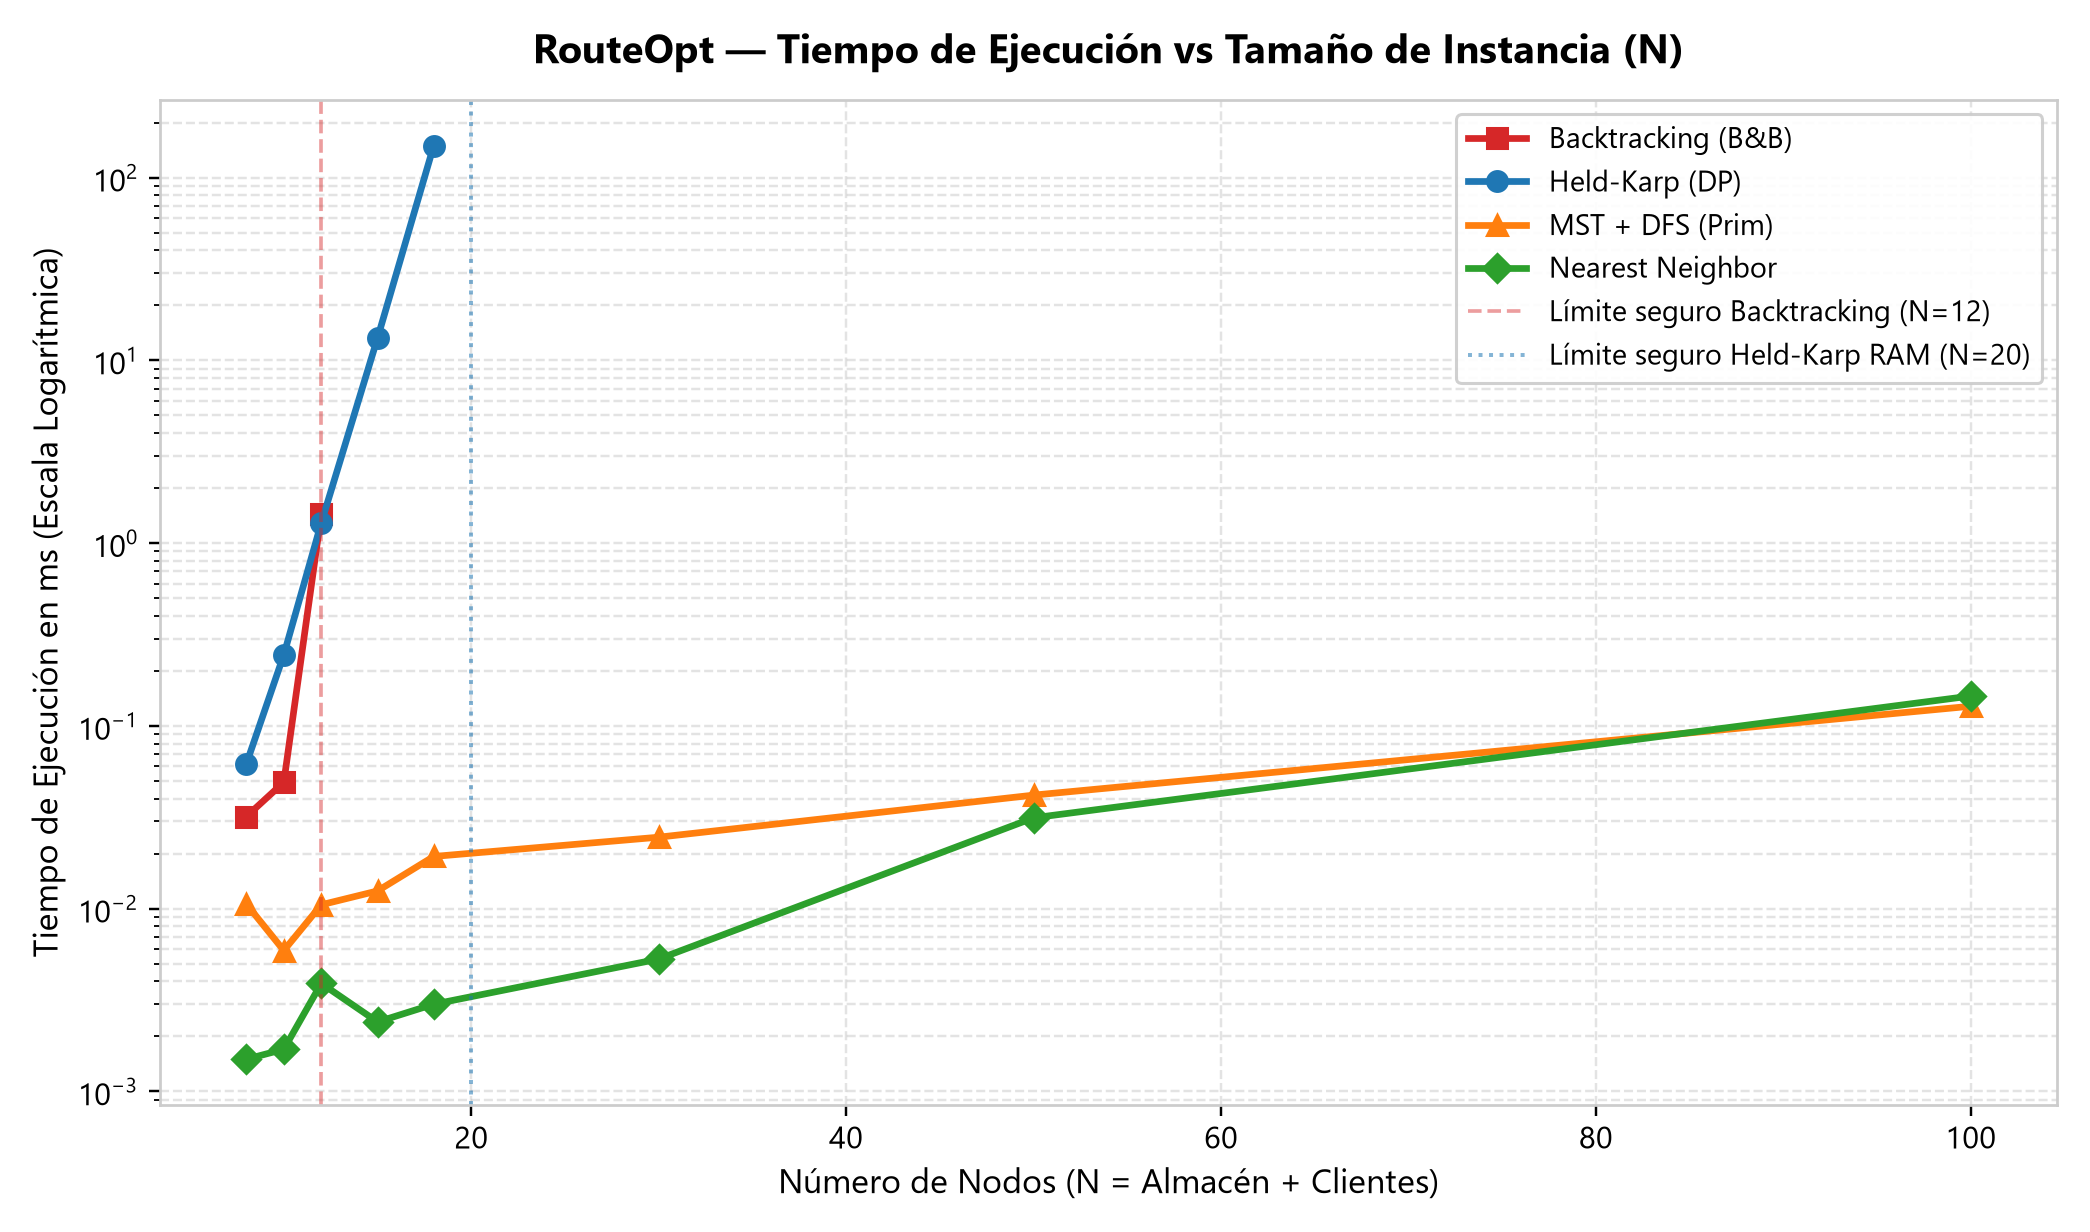 RouteOpt — Tiempo de Ejecución vs Tamaño de Instancia (N)
Backtracking (B&B)
Held-Karp (DP)
MST + DFS (Prim)
Nearest Neighbor
Límite seguro Backtracking (N=12)
Límite seguro Held-Karp RAM (N=20)
Tiempo de Ejecución en ms (Escala Logarítmica)
10²
10¹
10⁰
10⁻¹
10⁻²
10⁻³
20 40 60 80 100
Número de Nodos (N = Almacén + Clientes)